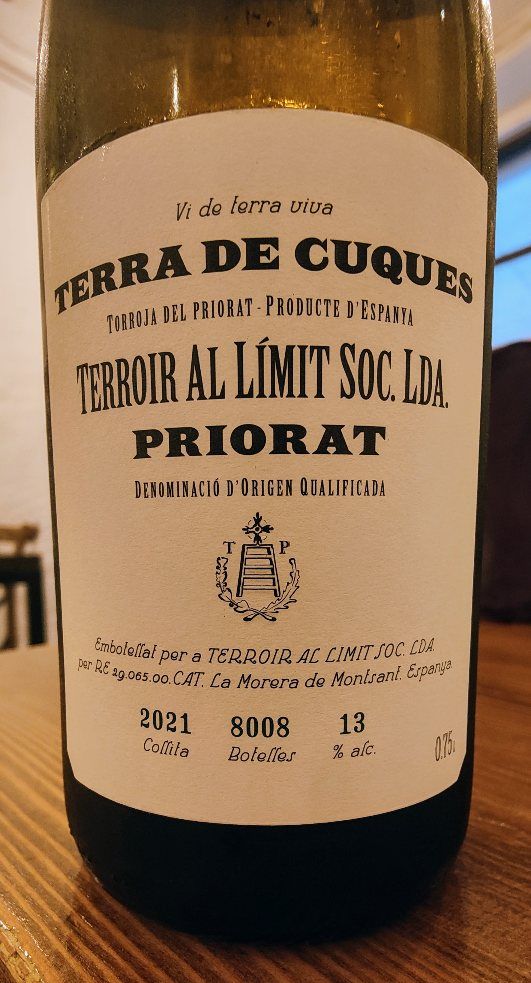 Vi de terra viva
TERRA DE CUQUES
TORROJA DEL PRIORAT - PRODUCTE D'ESPANYA
TERROIR AL LÍMIT SOC. LDA.
PRIORAT
DENOMINACIÓ D'ORIGEN QUALIFICADA
T P
Embotellat per a TERROIR AL LIMIT SOC. LDA.
per RE 29.065.00.CAT. La Morera de Montsant. Espanya
2021 8008 13
Collita Botelles % alc.
0.75L